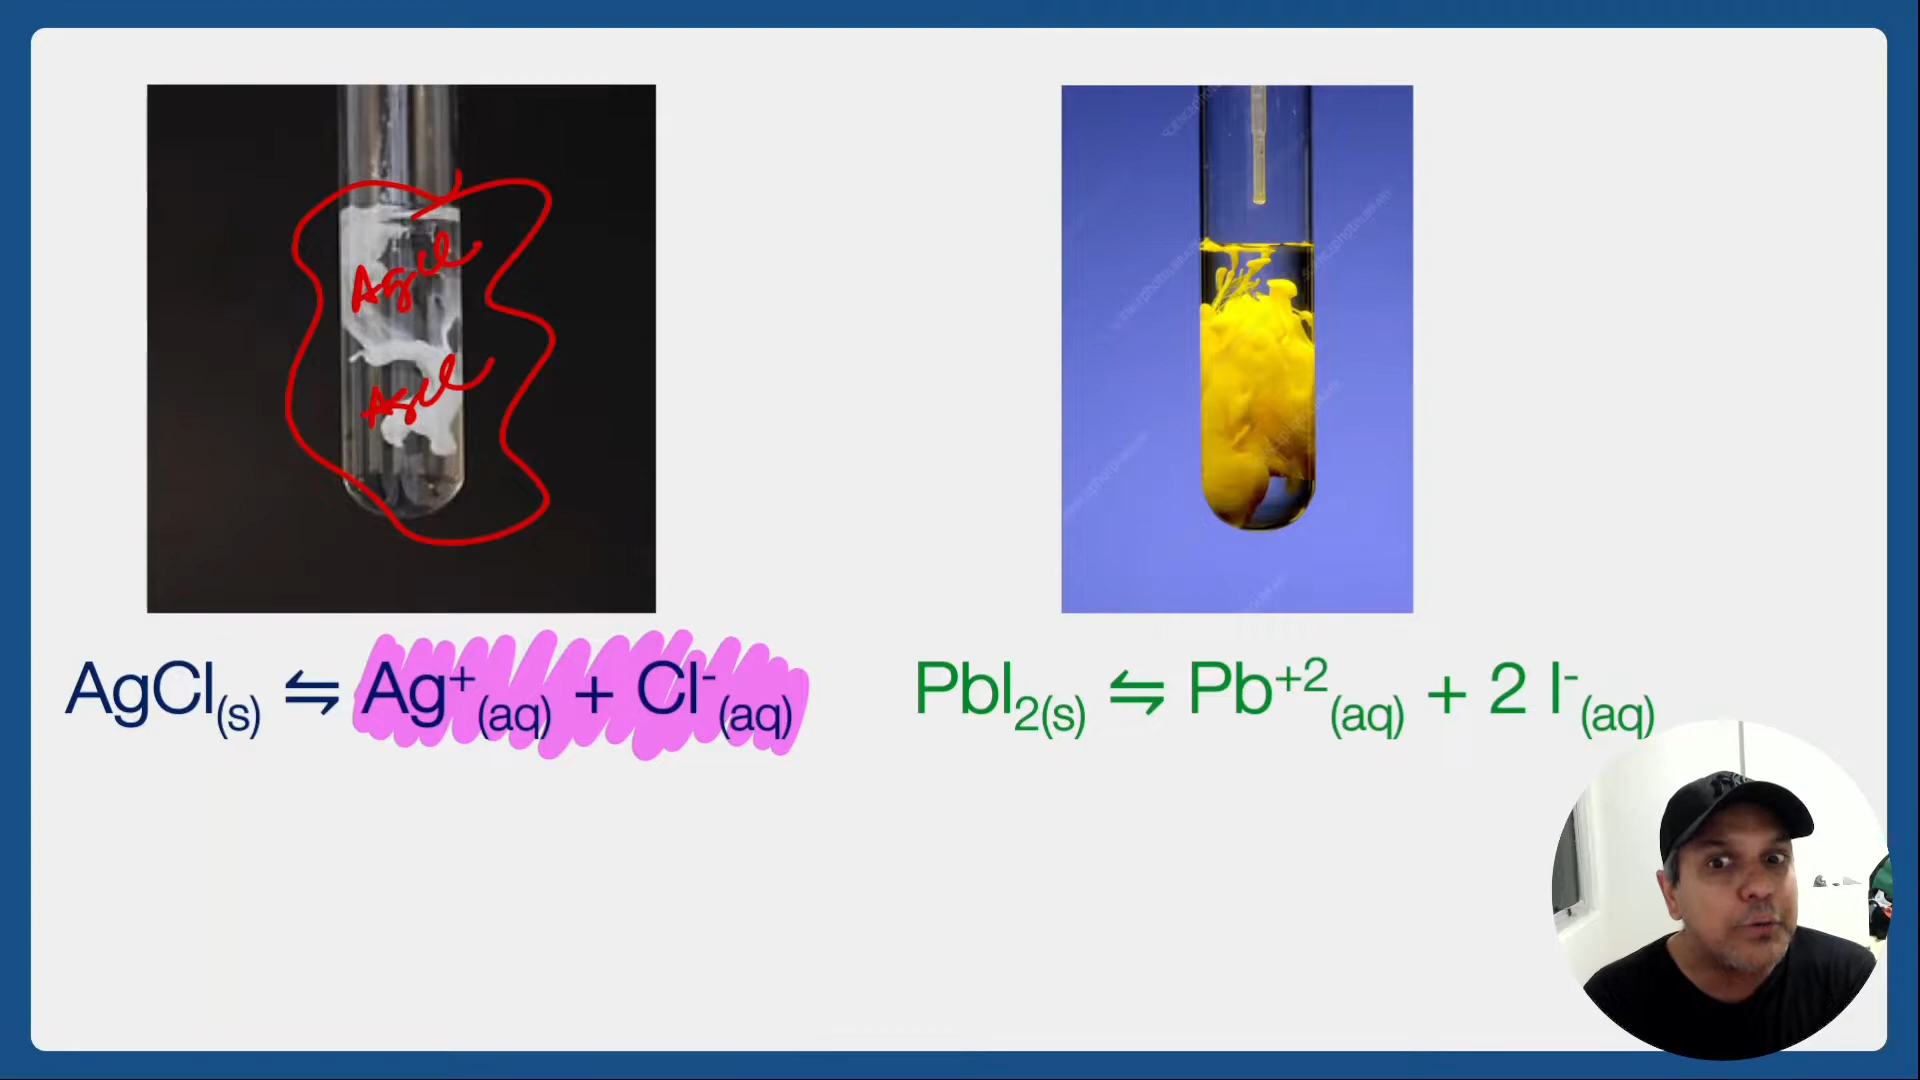 AgCl
AgCl
AgCl(s) ⇋ Ag+(aq) + Cl-(aq)
PbI2(s) ⇋ Pb+2(aq) + 2 I-(aq)